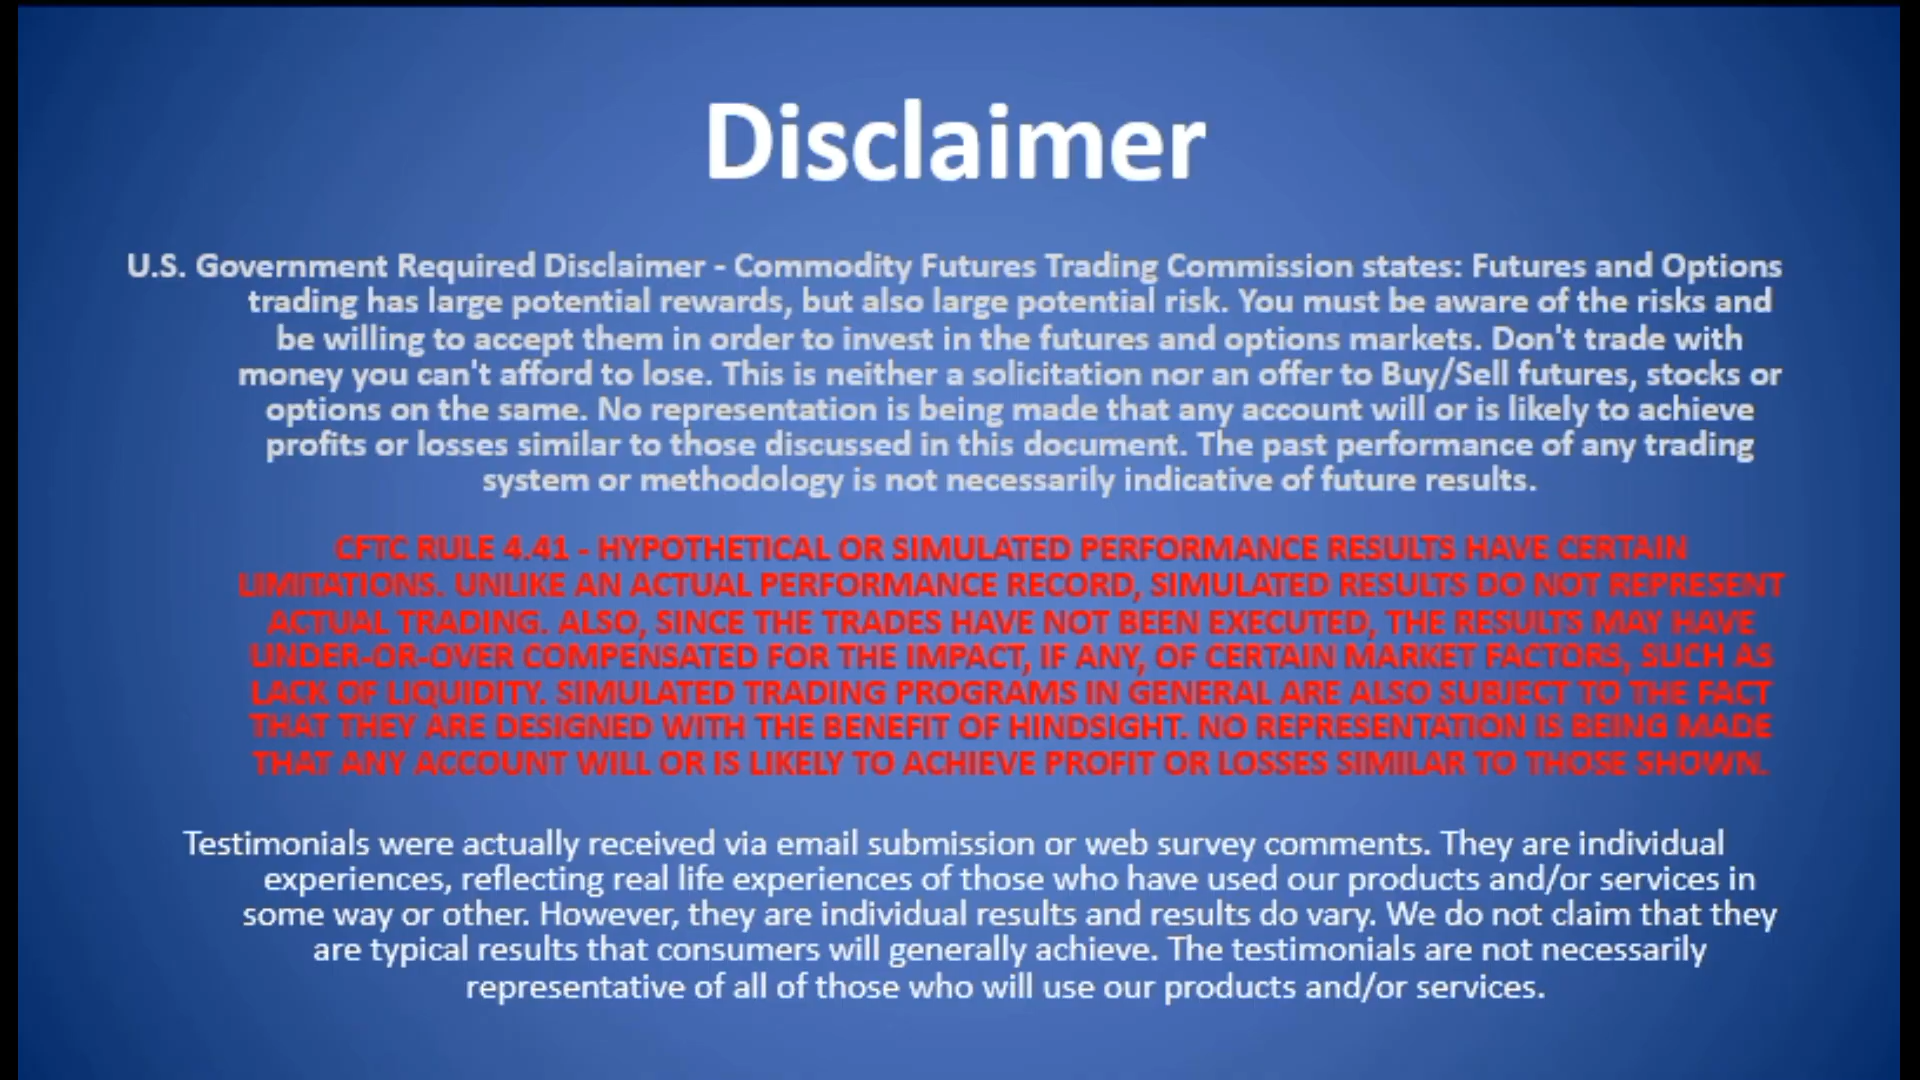 Disclaimer
U.S. Government Required Disclaimer - Commodity Futures Trading Commission states: Futures and Options
trading has large potential rewards, but also large potential risk. You must be aware of the risks and
be willing to accept them in order to invest in the futures and options markets. Don't trade with
money you can't afford to lose. This is neither a solicitation nor an offer to Buy/Sell futures, stocks or
options on the same. No representation is being made that any account will or is likely to achieve
profits or losses similar to those discussed in this document. The past performance of any trading
system or methodology is not necessarily indicative of future results.
CFTC RULE 4.41 - HYPOTHETICAL OR SIMULATED PERFORMANCE RESULTS HAVE CERTAIN
LIMITATIONS. UNLIKE AN ACTUAL PERFORMANCE RECORD, SIMULATED RESULTS DO NOT REPRESENT
ACTUAL TRADING. ALSO, SINCE THE TRADES HAVE NOT BEEN EXECUTED, THE RESULTS MAY HAVE
UNDER-OR-OVER COMPENSATED FOR THE IMPACT, IF ANY, OF CERTAIN MARKET FACTORS, SUCH AS
LACK OF LIQUIDITY. SIMULATED TRADING PROGRAMS IN GENERAL ARE ALSO SUBJECT TO THE FACT
THAT THEY ARE DESIGNED WITH THE BENEFIT OF HINDSIGHT. NO REPRESENTATION IS BEING MADE
THAT ANY ACCOUNT WILL OR IS LIKELY TO ACHIEVE PROFIT OR LOSSES SIMILAR TO THOSE SHOWN.
Testimonials were actually received via email submission or web survey comments. They are individual
experiences, reflecting real life experiences of those who have used our products and/or services in
some way or other. However, they are individual results and results do vary. We do not claim that they
are typical results that consumers will generally achieve. The testimonials are not necessarily
representative of all of those who will use our products and/or services.